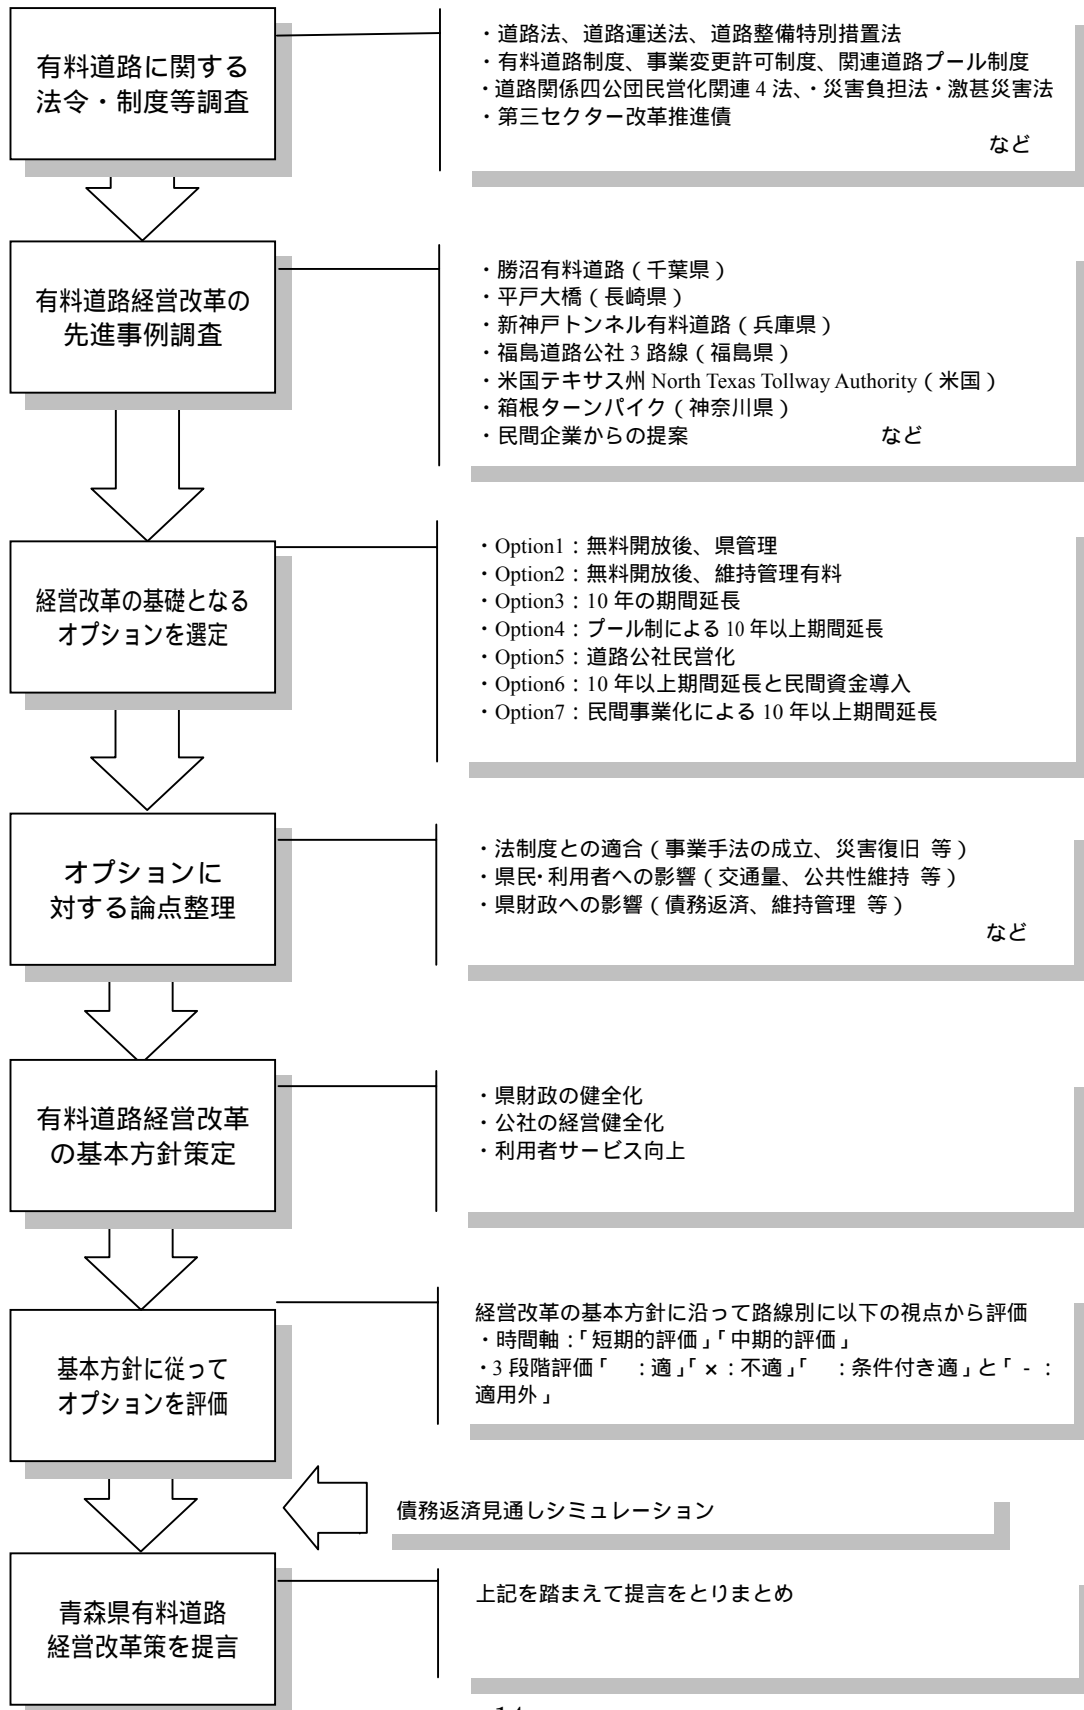 有料道路に関する
法令・制度等調査
・道路法、道路運送法、道路整備特別措置法
・有料道路制度、事業変更許可制度、関連道路プール制度
・道路関係四公団民営化関連 4 法、・災害負担法・激甚災害法
・第三セクター改革推進債
など
有料道路経営改革の
先進事例調査
・勝沼有料道路（千葉県）
・平戸大橋（長崎県）
・新神戸トンネル有料道路（兵庫県）
・福島道路公社 3 路線（福島県）
・米国テキサス州 North Texas Tollway Authority（米国）
・箱根ターンパイク（神奈川県）
・民間企業からの提案 など
経営改革の基礎となる
オプションを選定
・Option1：無料開放後、県管理
・Option2：無料開放後、維持管理有料
・Option3：10 年の期間延長
・Option4：プール制による 10 年以上期間延長
・Option5：道路公社民営化
・Option6：10 年以上期間延長と民間資金導入
・Option7：民間事業化による 10 年以上期間延長
オプションに
対する論点整理
・法制度との適合（事業手法の成立、災害復旧 等）
・県民・利用者への影響（交通量、公共性維持 等）
・県財政への影響（債務返済、維持管理 等）
など
有料道路経営改革
の基本方針策定
・県財政の健全化
・公社の経営健全化
・利用者サービス向上
基本方針に従って
オプションを評価
経営改革の基本方針に沿って路線別に以下の視点から評価
・時間軸：「短期的評価」「中期的評価」
・3 段階評価「　：適」「×：不適」「　：条件付き適」と「 - ：
適用外」
債務返済見通しシミュレーション
青森県有料道路
経営改革策を提言
上記を踏まえて提言をとりまとめ